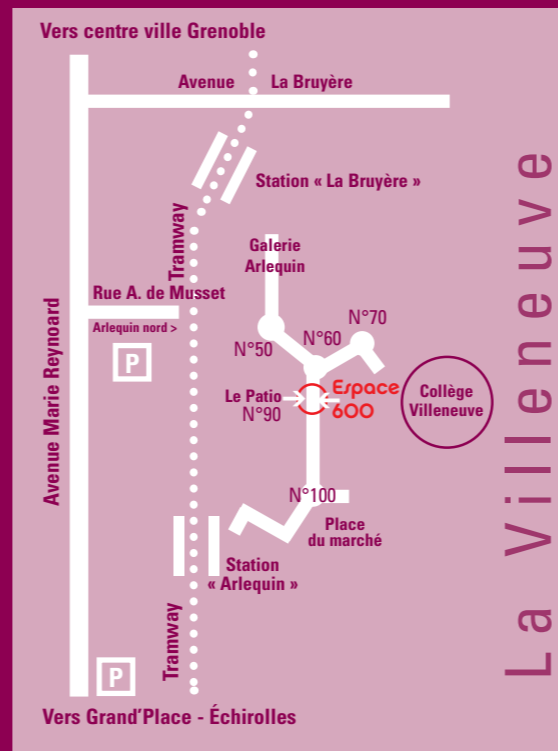 Vers centre ville Grenoble
Avenue La Bruyère
Station « La Bruyère »
Tramway
Galerie
Arlequin
Rue A. de Musset
Arlequin nord >
P
N°50
N°60
N°70
Le Patio
N°90
Espace
600
Collège
Villeneuve
Avenue Marie Reynoard
N°100
Place
du marché
Station
« Arlequin »
Tramway
P
Vers Grand'Place - Échirolles
La Villeneuve